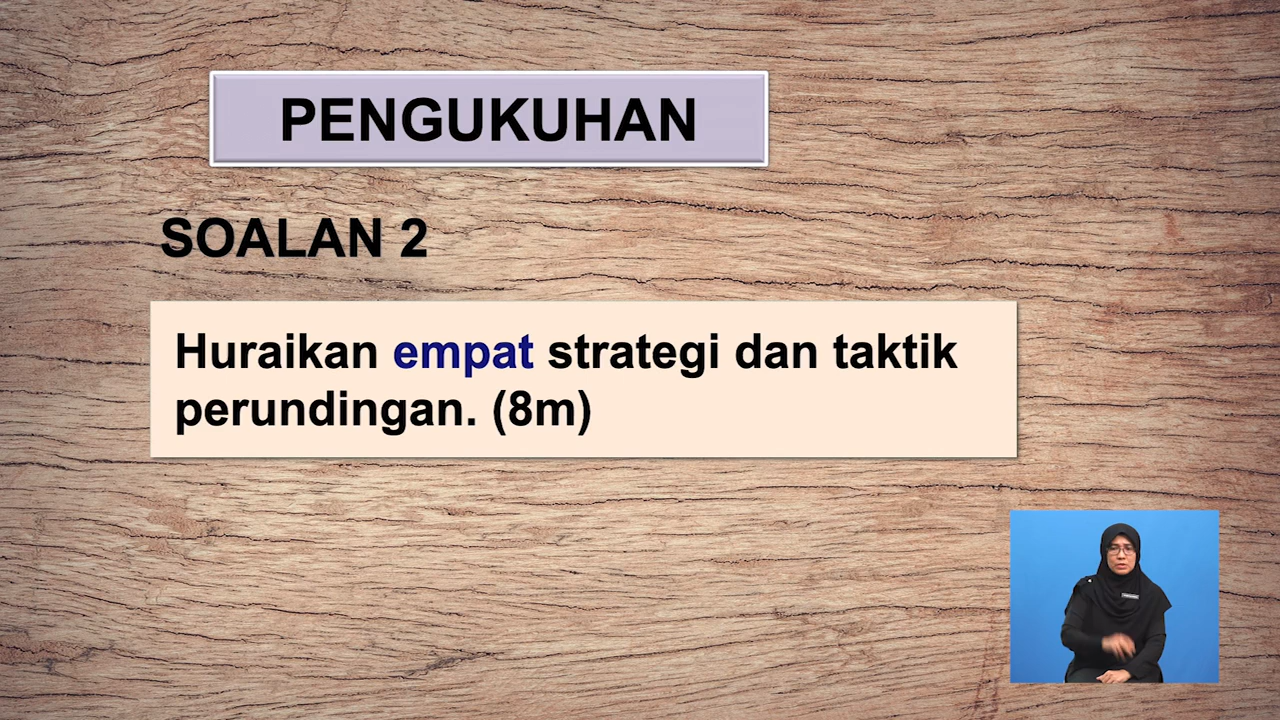 PENGUKUHAN
SOALAN 2
Huraikan empat strategi dan taktik
perundingan. (8m)